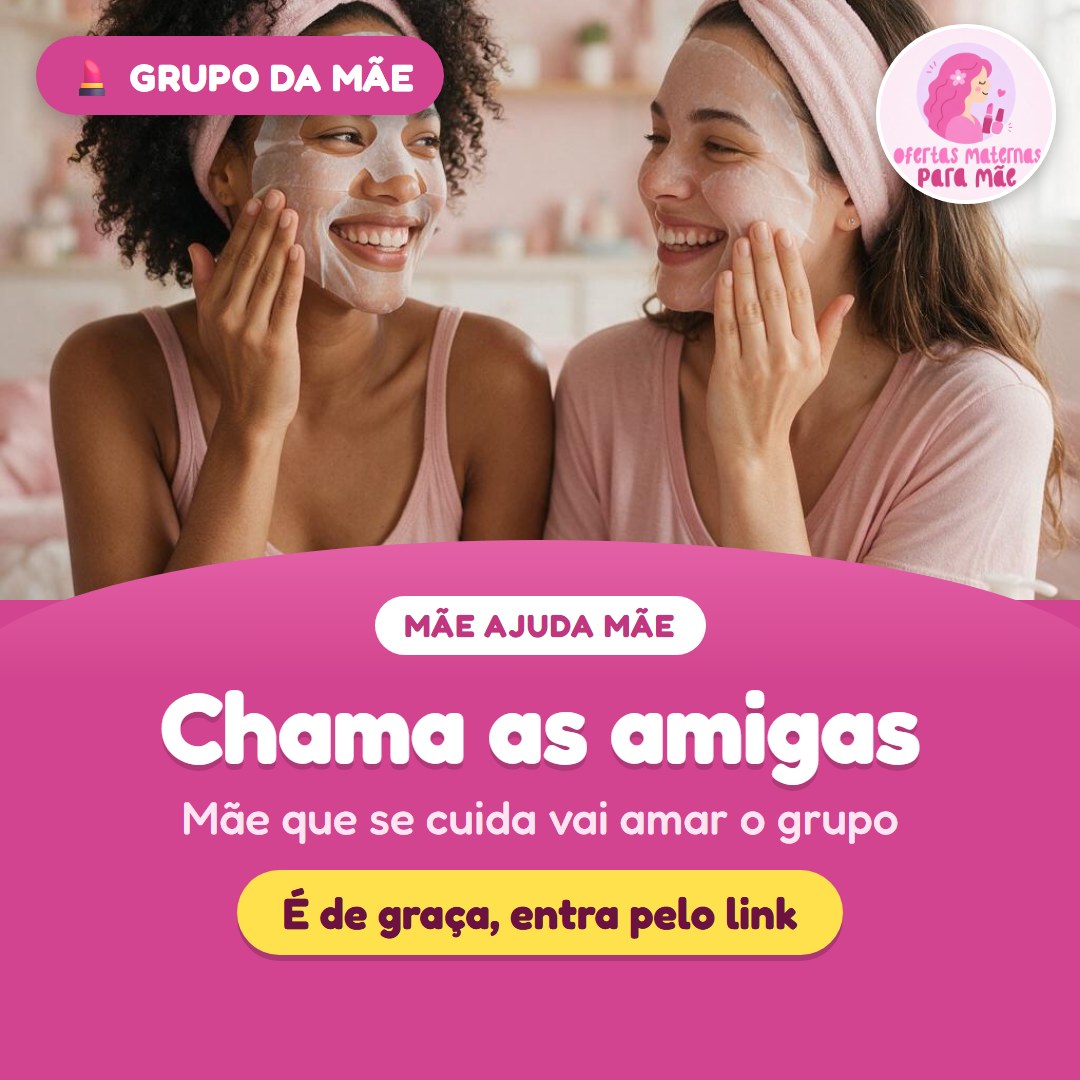 GRUPO DA MÃE
Ofertas Maternas
Para Mãe
MÃE AJUDA MÃE
Chama as amigas
Mãe que se cuida vai amar o grupo
É de graça, entra pelo link